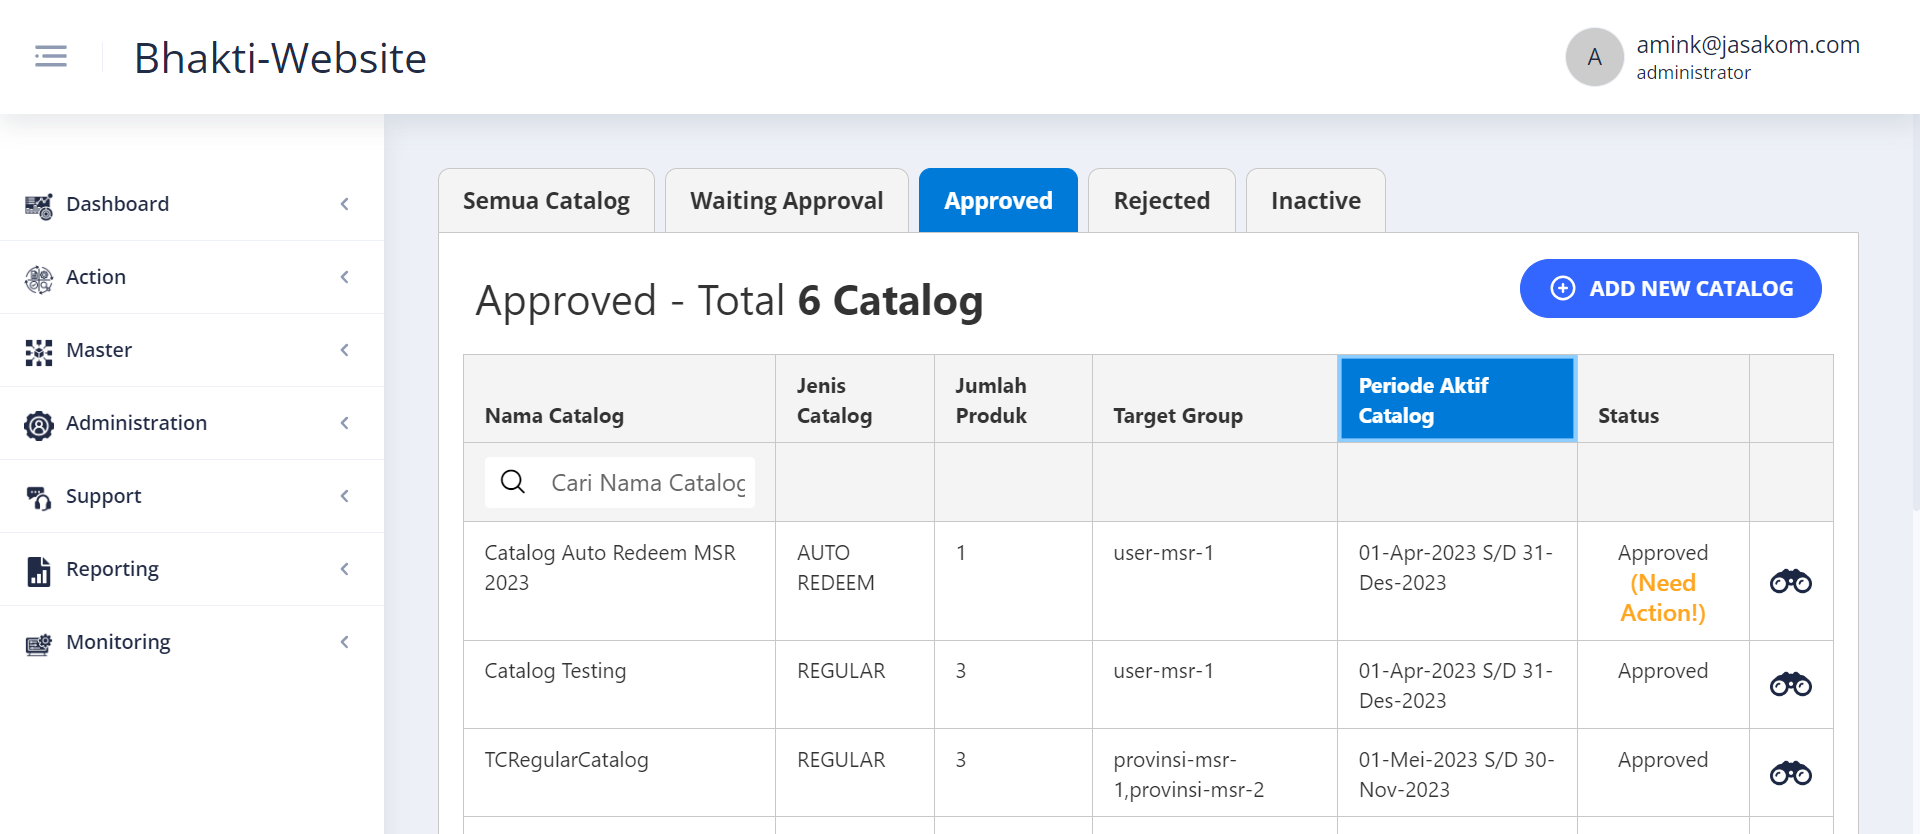 Bhakti-Website
A
amink@jasakom.com
administrator
Dashboard
Action
Master
Administration
Support
Reporting
Monitoring
Semua Catalog
Waiting Approval
Approved
Rejected
Inactive
Approved - Total 6 Catalog
ADD NEW CATALOG
Nama Catalog
Jenis
Catalog
Jumlah
Produk
Target Group
Periode Aktif
Catalog
Status
Cari Nama Catalog
Catalog Auto Redeem MSR
2023
AUTO
REDEEM
1
user-msr-1
01-Apr-2023 S/D 31-
Des-2023
Approved
(Need
Action!)
Catalog Testing
REGULAR
3
user-msr-1
01-Apr-2023 S/D 31-
Des-2023
Approved
TCRegularCatalog
REGULAR
3
provinsi-msr-
1,provinsi-msr-2
01-Mei-2023 S/D 30-
Nov-2023
Approved